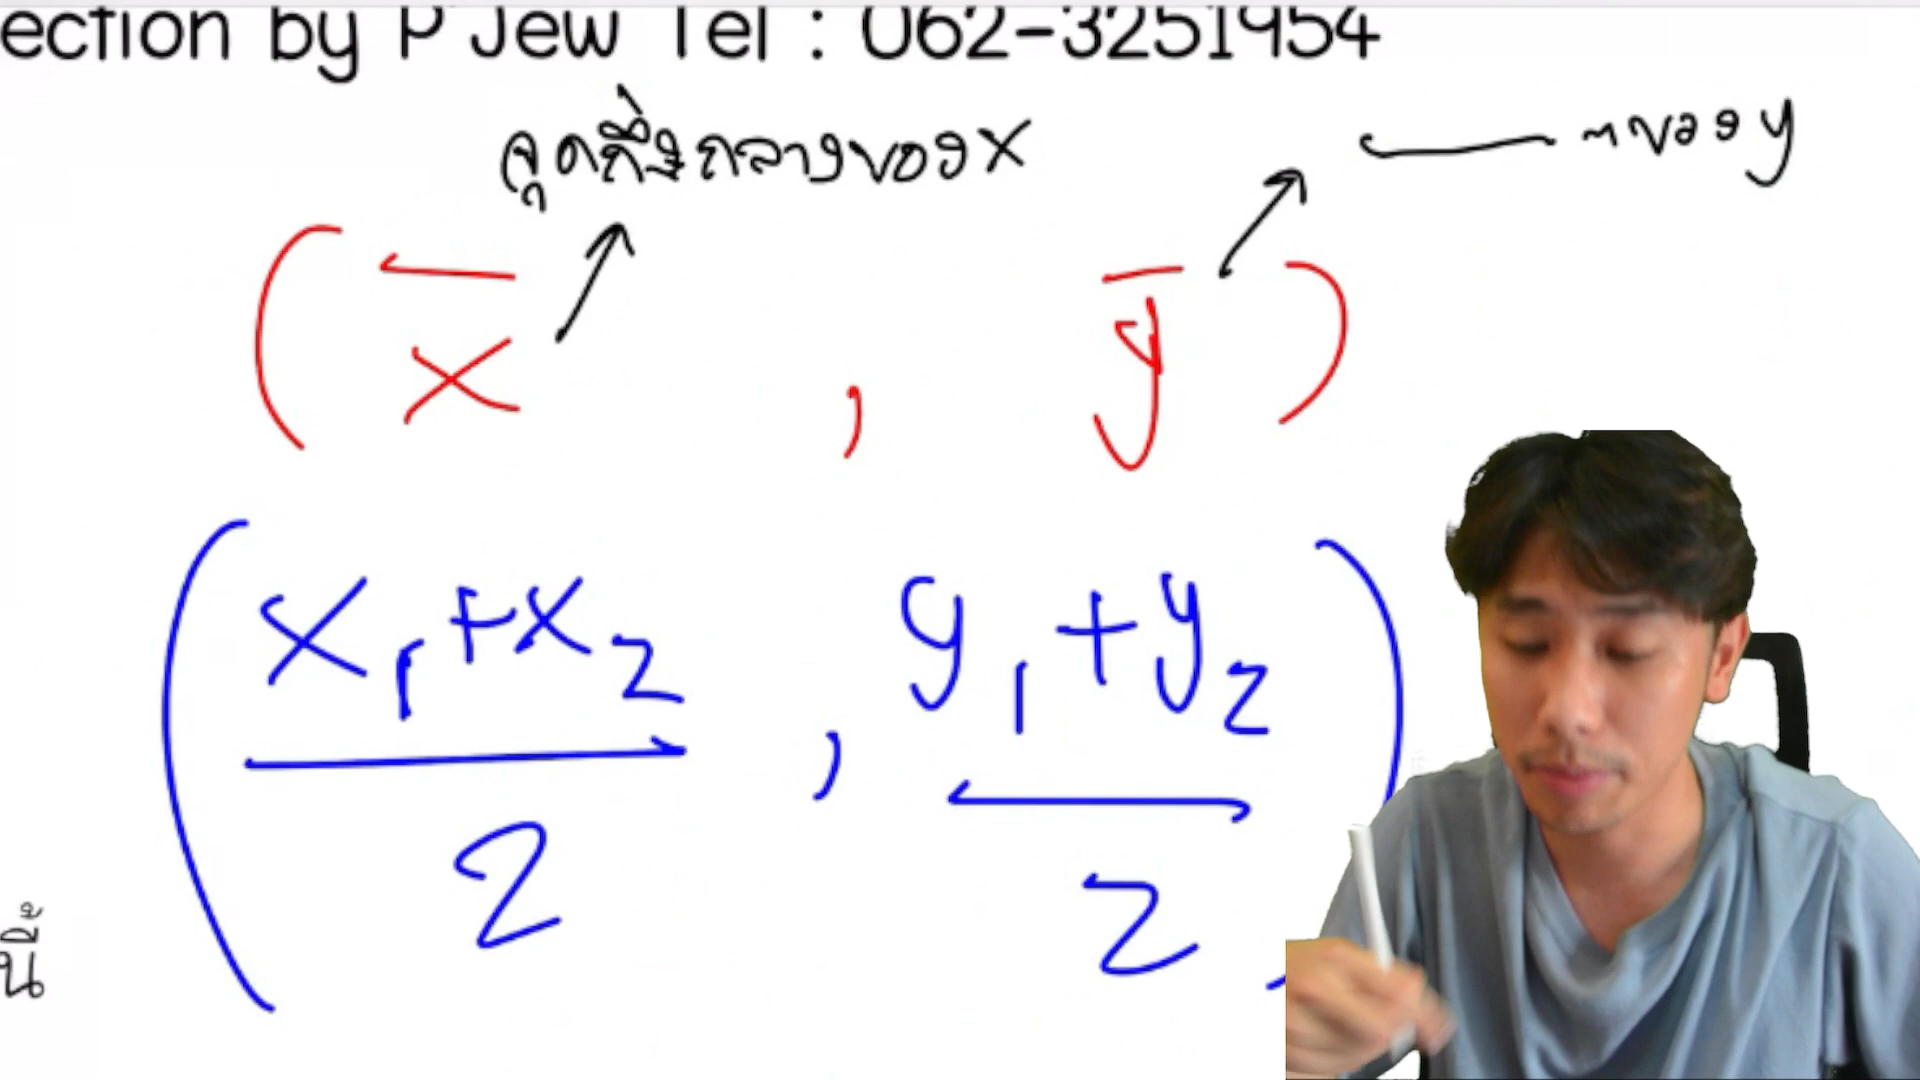 ection by P'Jew Tel : 062-3251954
จุดกึ่งกลางของ x ——— ของ y
( x̄ , ȳ )
( x₁+x₂ , y₁+y₂ )
2 2
นี้